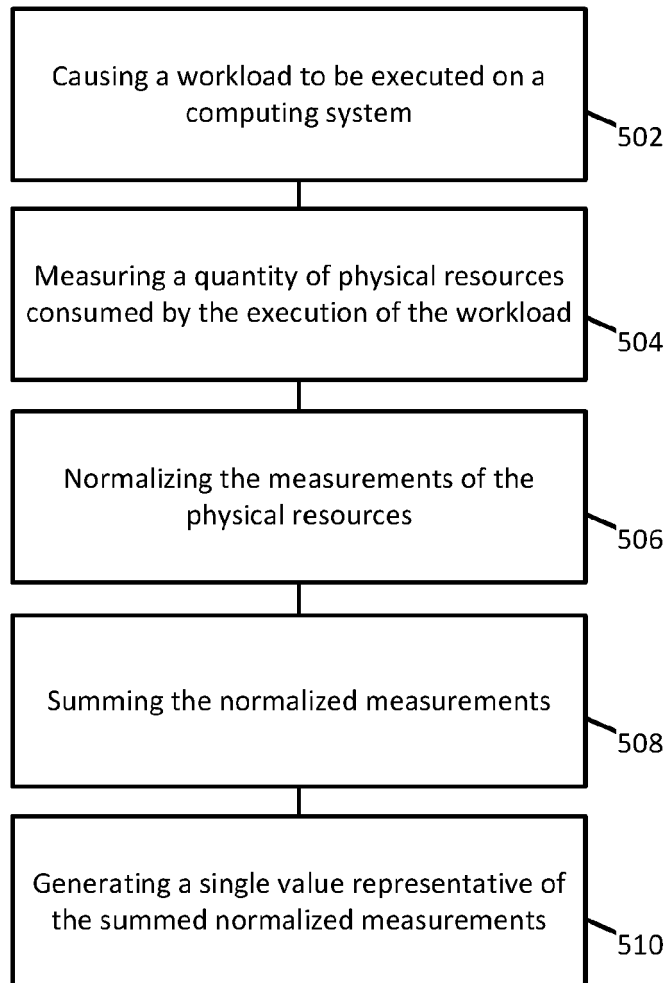 Causing a workload to be executed on a
computing system
502
Measuring a quantity of physical resources
consumed by the execution of the workload
504
Normalizing the measurements of the
physical resources
506
Summing the normalized measurements
508
Generating a single value representative of
the summed normalized measurements
510